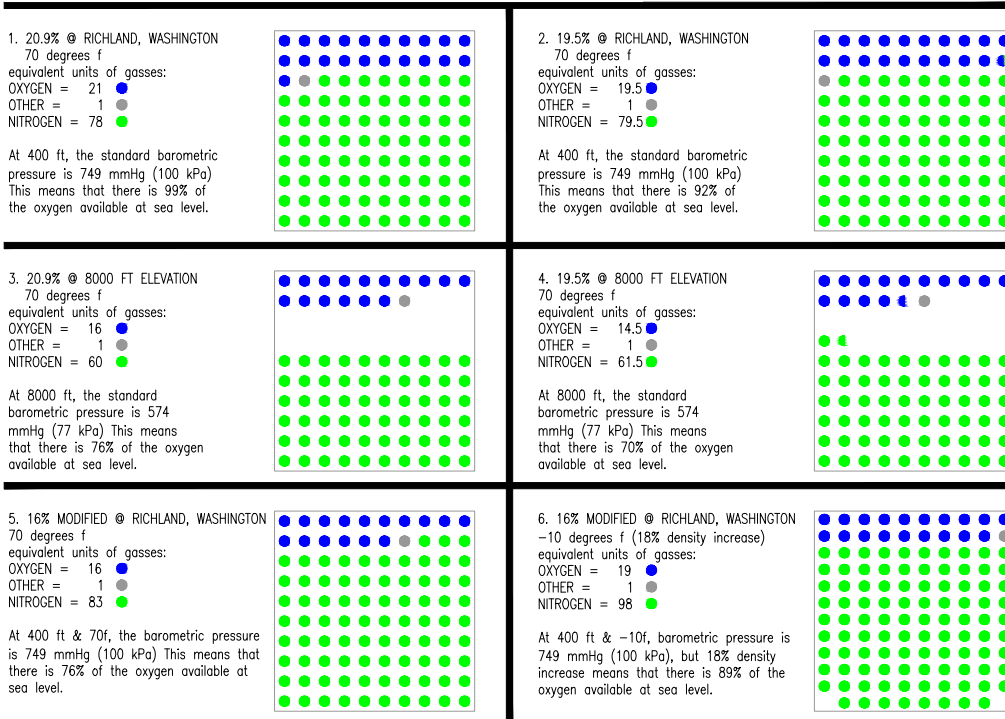 1. 20.9% @ RICHLAND, WASHINGTON
70 degrees f
equivalent units of gasses:
OXYGEN = 21
OTHER = 1
NITROGEN = 78
At 400 ft, the standard barometric
pressure is 749 mmHg (100 kPa)
This means that there is 99% of
the oxygen available at sea level.
2. 19.5% @ RICHLAND, WASHINGTON
70 degrees f
equivalent units of gasses:
OXYGEN = 19.5
OTHER = 1
NITROGEN = 79.5
At 400 ft, the standard barometric
pressure is 749 mmHg (100 kPa)
This means that there is 92% of
the oxygen available at sea level.
3. 20.9% @ 8000 FT ELEVATION
70 degrees f
equivalent units of gasses:
OXYGEN = 16
OTHER = 1
NITROGEN = 60
At 8000 ft, the standard
barometric pressure is 574
mmHg (77 kPa) This means
that there is 76% of the oxygen
available at sea level.
4. 19.5% @ 8000 FT ELEVATION
70 degrees f
equivalent units of gasses:
OXYGEN = 14.5
OTHER = 1
NITROGEN = 61.5
At 8000 ft, the standard
barometric pressure is 574
mmHg (77 kPa) This means
that there is 70% of the oxygen
available at sea level.
5. 16% MODIFIED @ RICHLAND, WASHINGTON
70 degrees f
equivalent units of gasses:
OXYGEN = 16
OTHER = 1
NITROGEN = 83
At 400 ft & 70f, the barometric pressure
is 749 mmHg (100 kPa) This means that
there is 76% of the oxygen available at
sea level.
6. 16% MODIFIED @ RICHLAND, WASHINGTON
-10 degrees f (18% density increase)
equivalent units of gasses:
OXYGEN = 19
OTHER = 1
NITROGEN = 98
At 400 ft & -10f, barometric pressure is
749 mmHg (100 kPa), but 18% density
increase means that there is 89% of the
oxygen available at sea level.